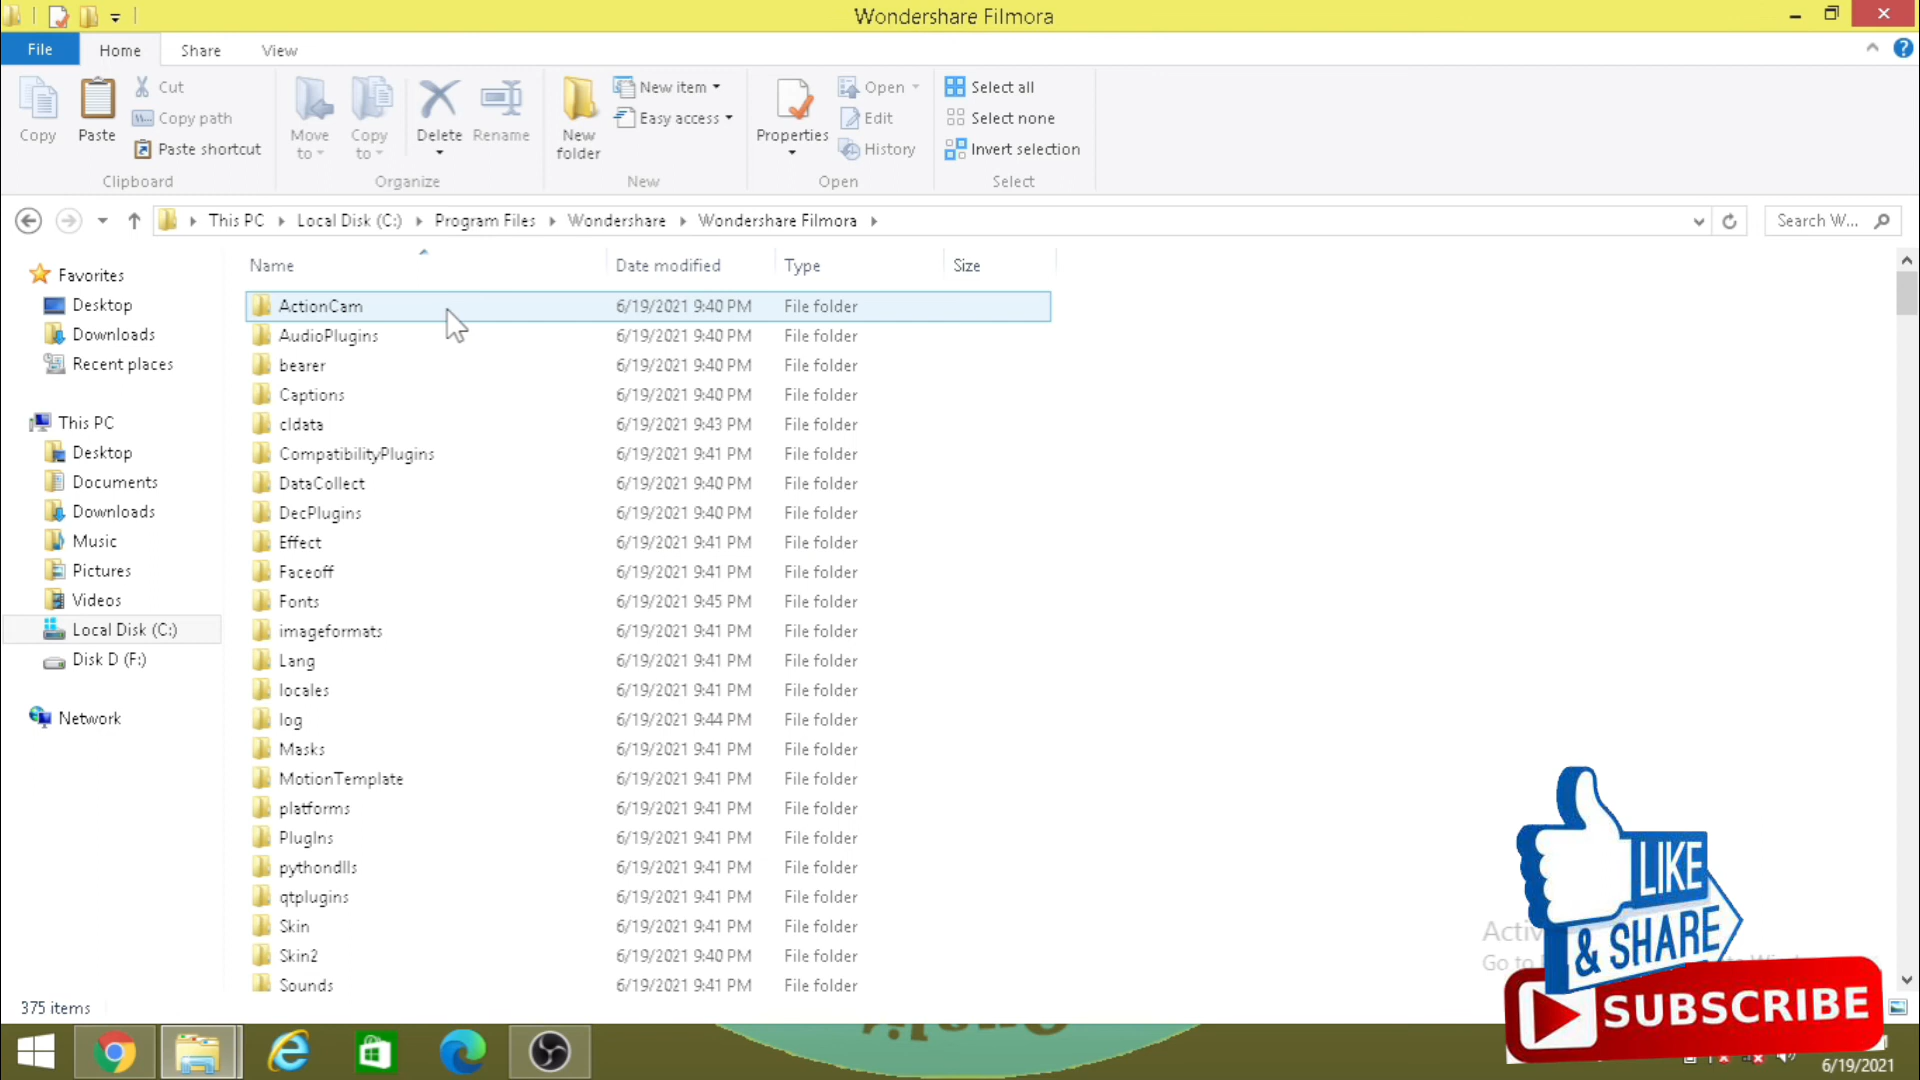 Wondershare Filmora
File Home Share View
Copy
Paste
Cut
Copy path
Paste shortcut
Clipboard
Move to
Copy to
Delete
Rename
Organize
New folder
New item
Easy access
New
Properties
Open
Edit
History
Open
Select all
Select none
Invert selection
Select
This PC Local Disk (C:) Program Files Wondershare Wondershare Filmora
Search W...
Favorites
Desktop
Downloads
Recent places
This PC
Desktop
Documents
Downloads
Music
Pictures
Videos
Local Disk (C:)
Disk D (F:)
Network
Name Date modified Type Size
ActionCam 6/19/2021 9:40 PM File folder
AudioPlugins 6/19/2021 9:40 PM File folder
bearer 6/19/2021 9:40 PM File folder
Captions 6/19/2021 9:40 PM File folder
cldata 6/19/2021 9:43 PM File folder
CompatibilityPlugins 6/19/2021 9:41 PM File folder
DataCollect 6/19/2021 9:40 PM File folder
DecPlugins 6/19/2021 9:40 PM File folder
Effect 6/19/2021 9:41 PM File folder
Faceoff 6/19/2021 9:41 PM File folder
Fonts 6/19/2021 9:45 PM File folder
imageformats 6/19/2021 9:41 PM File folder
Lang 6/19/2021 9:41 PM File folder
locales 6/19/2021 9:41 PM File folder
log 6/19/2021 9:44 PM File folder
Masks 6/19/2021 9:41 PM File folder
MotionTemplate 6/19/2021 9:41 PM File folder
platforms 6/19/2021 9:41 PM File folder
PlugIns 6/19/2021 9:41 PM File folder
pythondlls 6/19/2021 9:41 PM File folder
qtplugins 6/19/2021 9:41 PM File folder
Skin 6/19/2021 9:41 PM File folder
Skin2 6/19/2021 9:40 PM File folder
Sounds 6/19/2021 9:41 PM File folder
375 items
Go to
LIKE
& SHARE
SUBSCRIBE
6/19/2021